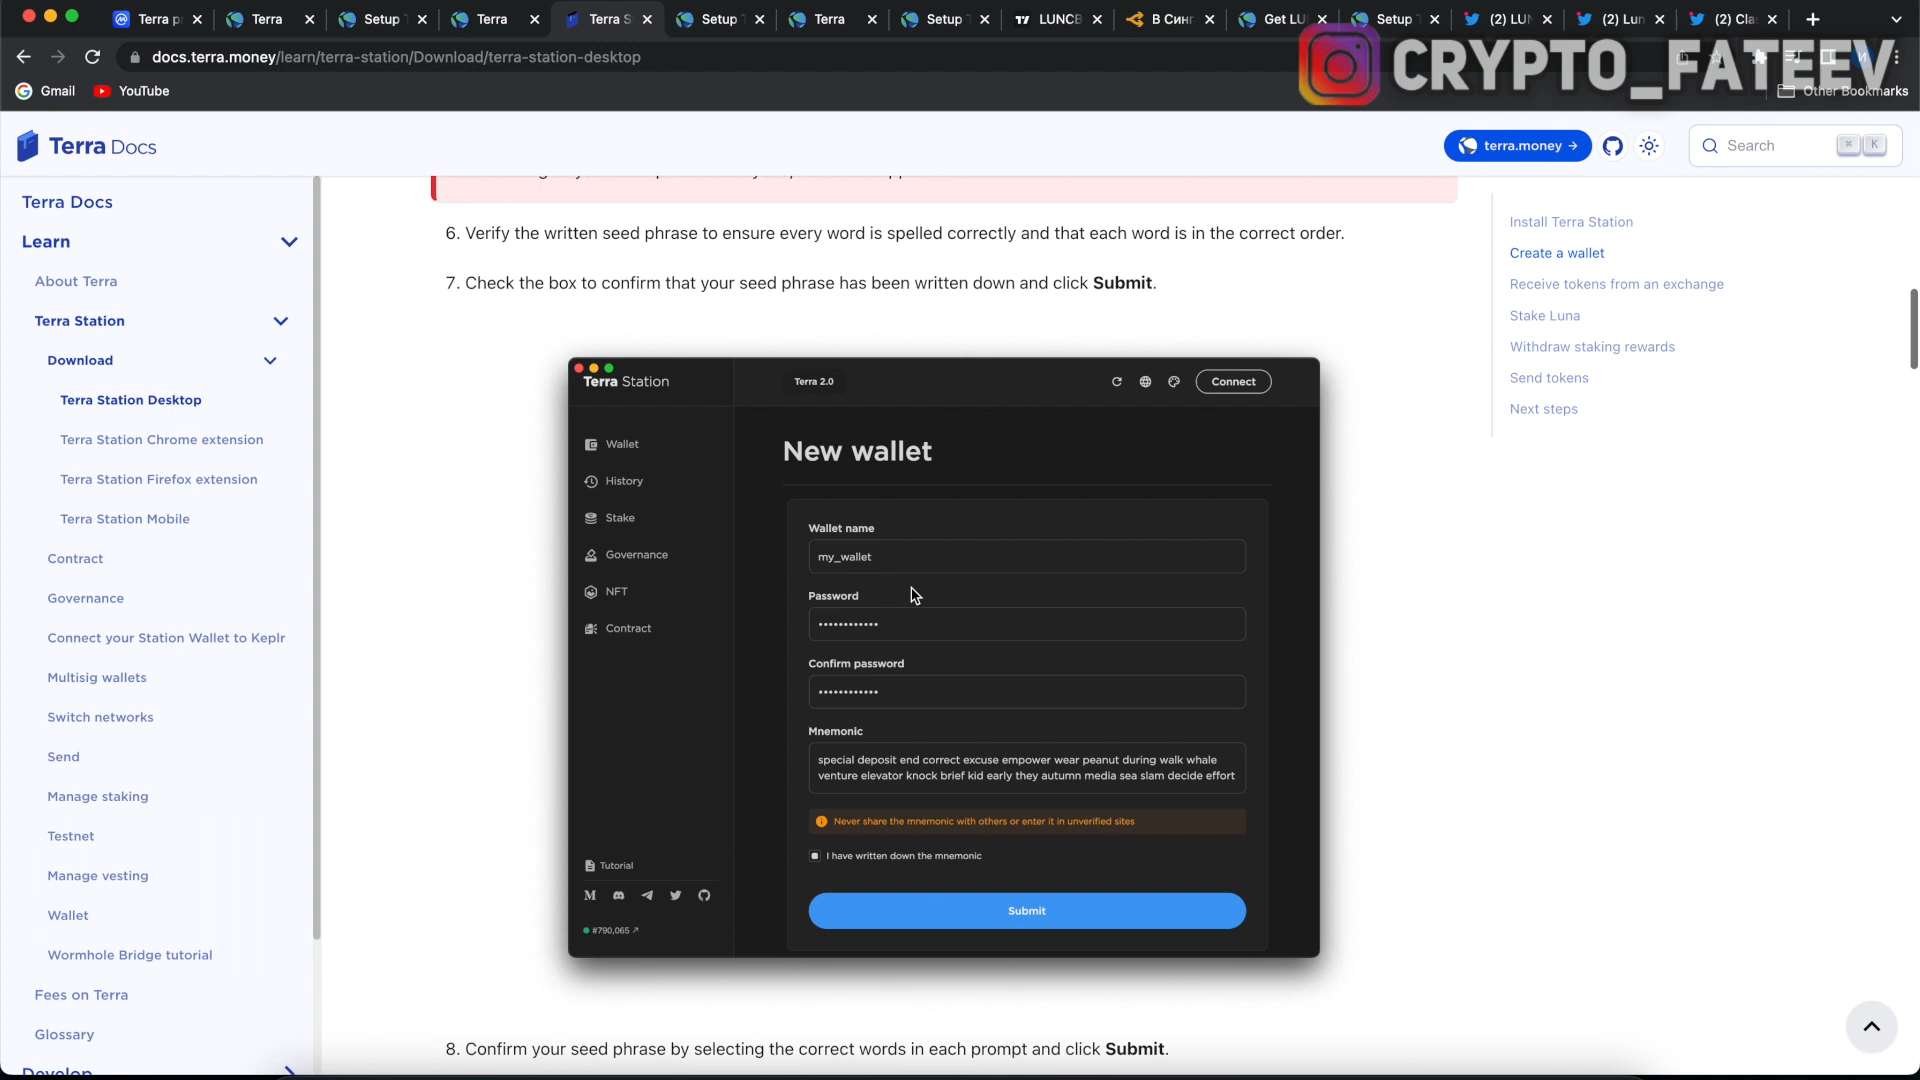 Terra p
Terra
Setup T
Terra
Terra S
Setup T
Terra
Setup T
LUNCB
В Синг
Get LU
Setup T
(2) LUN
(2) Lun
(2) Cla
docs.terra.money/learn/terra-station/Download/terra-station-desktop
CRYPTO_FATEEV
Gmail
YouTube
Other Bookmarks
Terra Docs
terra.money →
Search
⌘ K
Terra Docs
Learn
About Terra
Terra Station
Download
Terra Station Desktop
Terra Station Chrome extension
Terra Station Firefox extension
Terra Station Mobile
Contract
Governance
Connect your Station Wallet to Keplr
Multisig wallets
Switch networks
Send
Manage staking
Testnet
Manage vesting
Wallet
Wormhole Bridge tutorial
Fees on Terra
Glossary
Develop
6. Verify the written seed phrase to ensure every word is spelled correctly and that each word is in the correct order.
7. Check the box to confirm that your seed phrase has been written down and click Submit.
Terra Station
Terra 2.0
Connect
Wallet
History
Stake
Governance
NFT
Contract
Tutorial
#790,065
New wallet
Wallet name
my_wallet
Password
••••••••••••
Confirm password
••••••••••••
Mnemonic
special deposit end correct excuse empower wear peanut during walk whale
venture elevator knock brief kid early they autumn media sea slam decide effort
Never share the mnemonic with others or enter it in unverified sites
I have written down the mnemonic
Submit
8. Confirm your seed phrase by selecting the correct words in each prompt and click Submit.
Install Terra Station
Create a wallet
Receive tokens from an exchange
Stake Luna
Withdraw staking rewards
Send tokens
Next steps